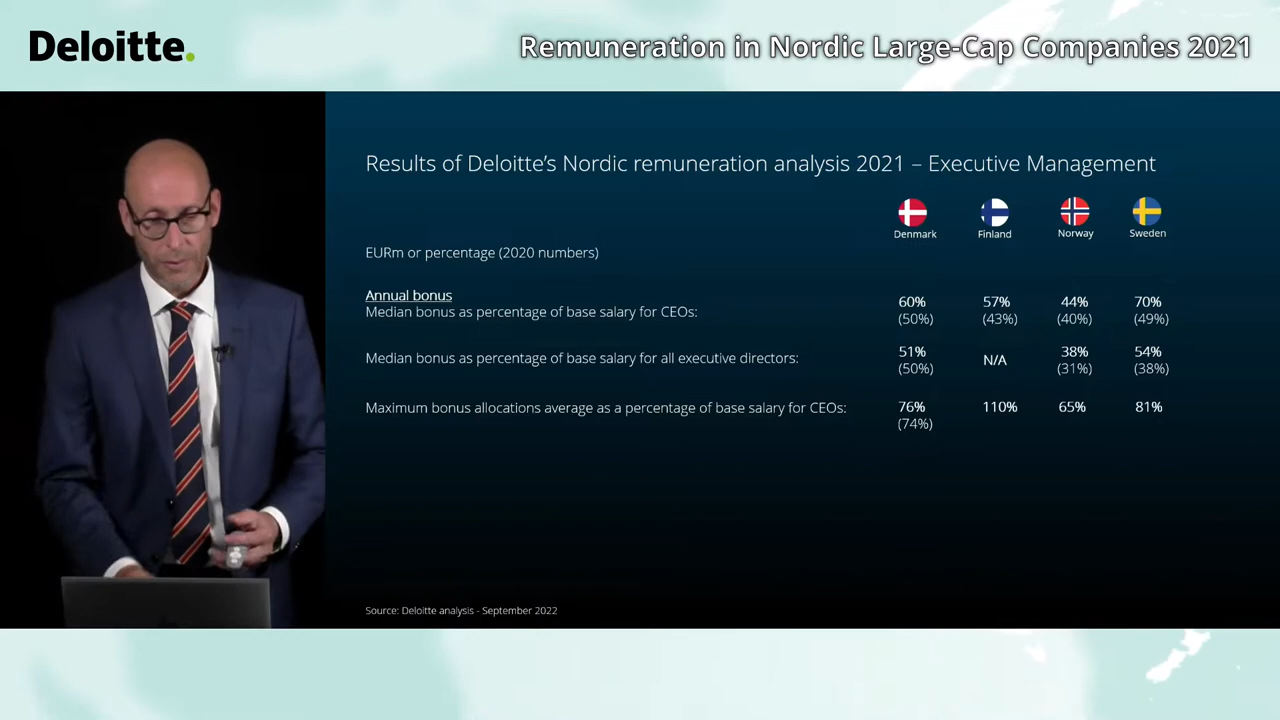 Deloitte.
Remuneration in Nordic Large-Cap Companies 2021
Results of Deloitte's Nordic remuneration analysis 2021 – Executive Management
Denmark Finland Norway Sweden
EURm or percentage (2020 numbers)
Annual bonus
Median bonus as percentage of base salary for CEOs: 60% 57% 44% 70%
(50%) (43%) (40%) (49%)
Median bonus as percentage of base salary for all executive directors: 51% N/A 38% 54%
(50%) (31%) (38%)
Maximum bonus allocations average as a percentage of base salary for CEOs: 76% 110% 65% 81%
(74%)
Source: Deloitte analysis - September 2022